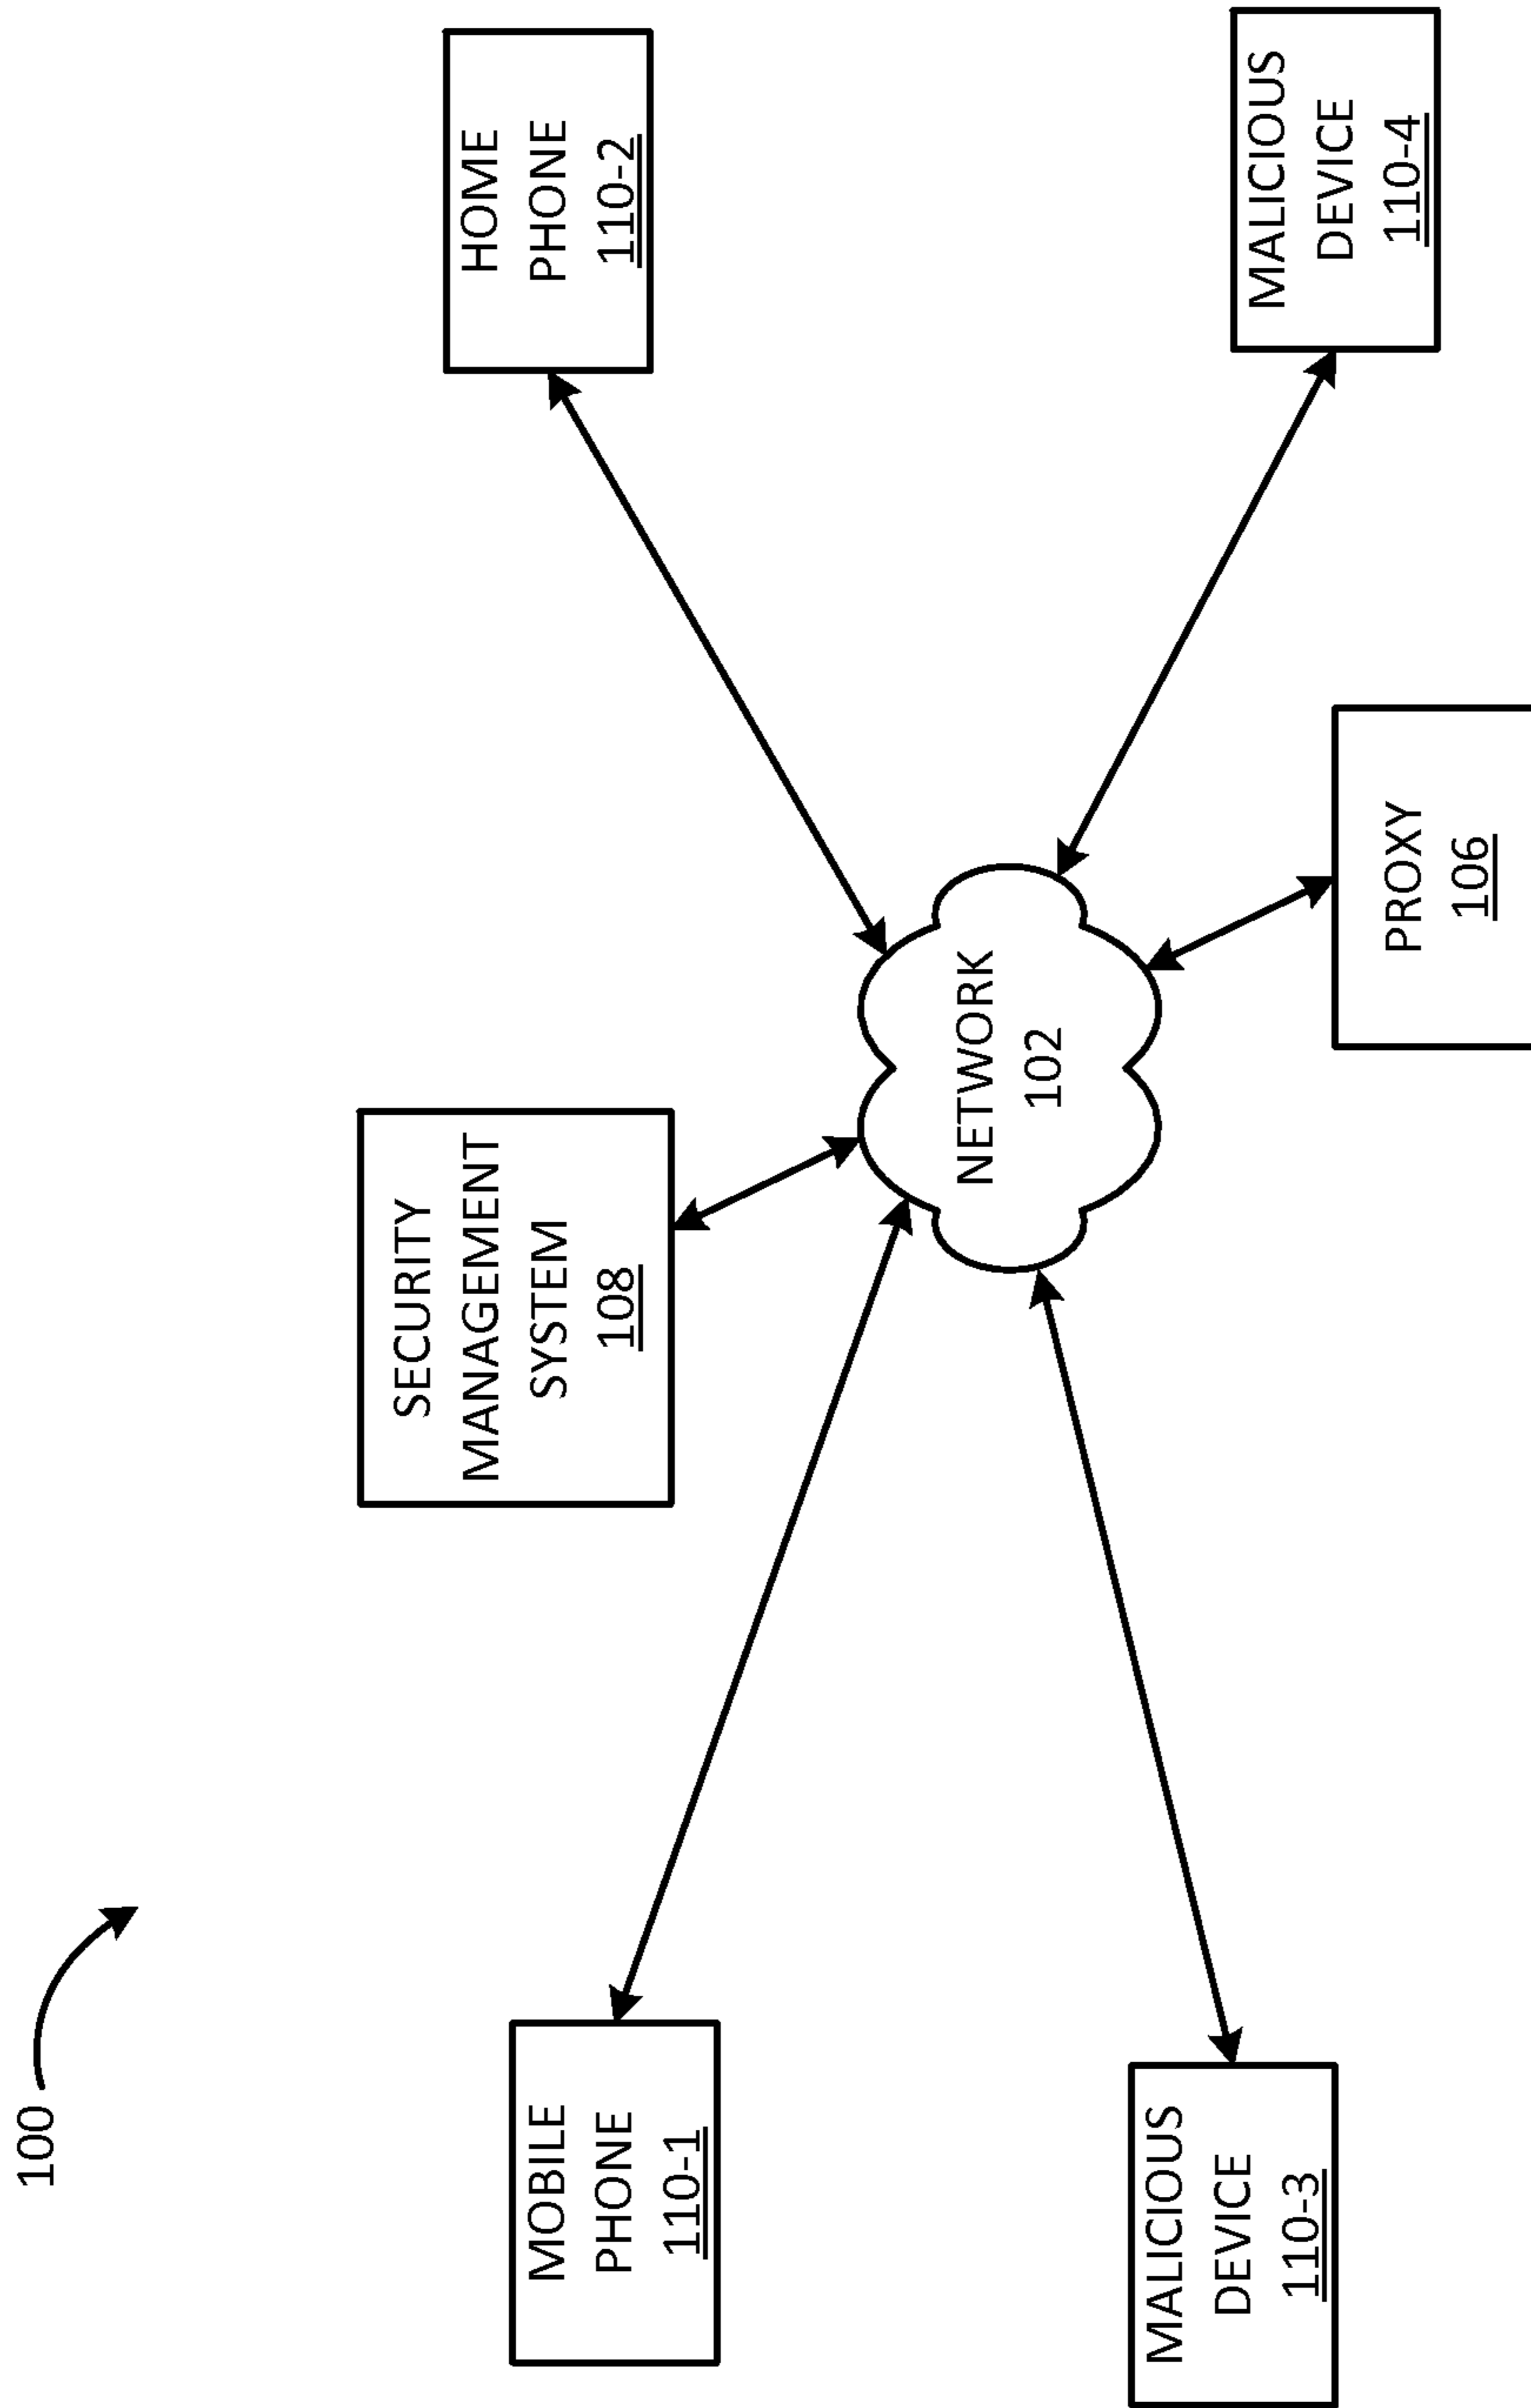 100
SECURITY
MANAGEMENT
SYSTEM
108
HOME
PHONE
110-2
MOBILE
PHONE
110-1
NETWORK
102
MALICIOUS
DEVICE
110-3
MALICIOUS
DEVICE
110-4
PROXY
106